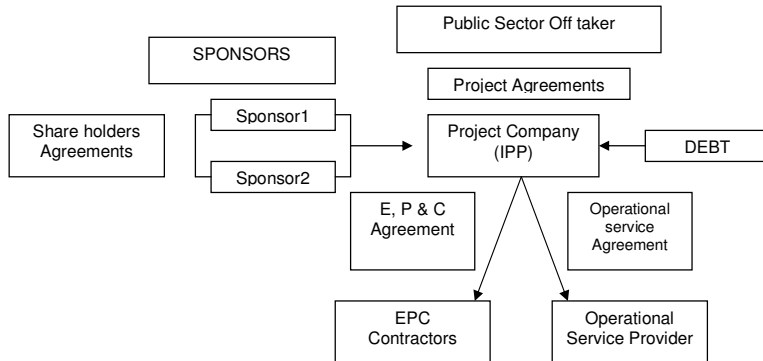 Public Sector Off taker
SPONSORS
Project Agreements
Sponsor1
Share holders
Agreements
Project Company
(IPP)
DEBT
Sponsor2
E, P & C
Agreement
Operational
service
Agreement
EPC
Contractors
Operational
Service Provider